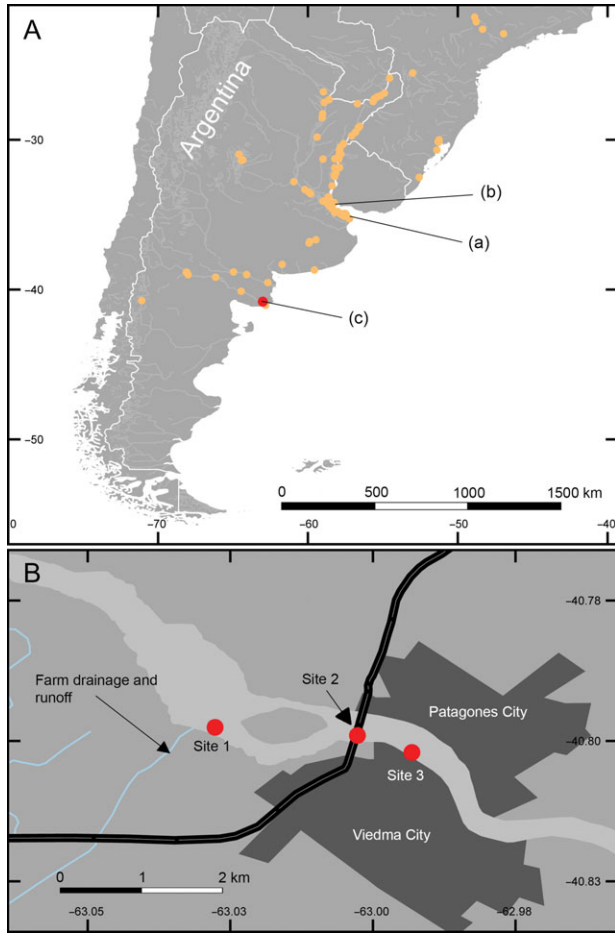 A
Argentina
−30
−40
−50
(b)
(a)
(c)
0
500
1000
1500 km
0
−70
−60
−50
−40
B
−40.78
Farm drainage and
runoff
Site 2
Patagones City
Site 1
Site 3
−40.80
Viedma City
0
1
2 km
−40.83
−63.05
−63.03
−63.00
−62.98